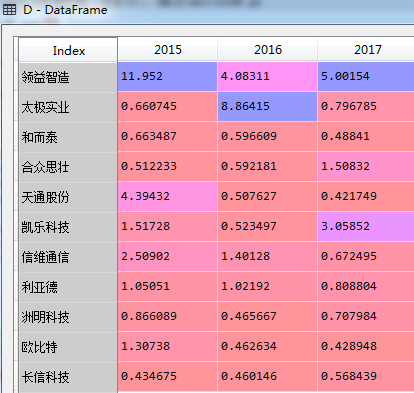 D - DataFrame
Index 2015 2016 2017
领益智造 11.952 4.08311 5.00154
太极实业 0.660745 8.86415 0.796785
和而泰 0.663487 0.596609 0.48841
合众思壮 0.512233 0.592181 1.50832
天通股份 4.39432 0.507627 0.421749
凯乐科技 1.51728 0.523497 3.05852
信维通信 2.50902 1.40128 0.672495
利亚德 1.05051 1.02192 0.808804
洲明科技 0.866089 0.465667 0.707984
欧比特 1.30738 0.462634 0.428948
长信科技 0.434675 0.460146 0.568439